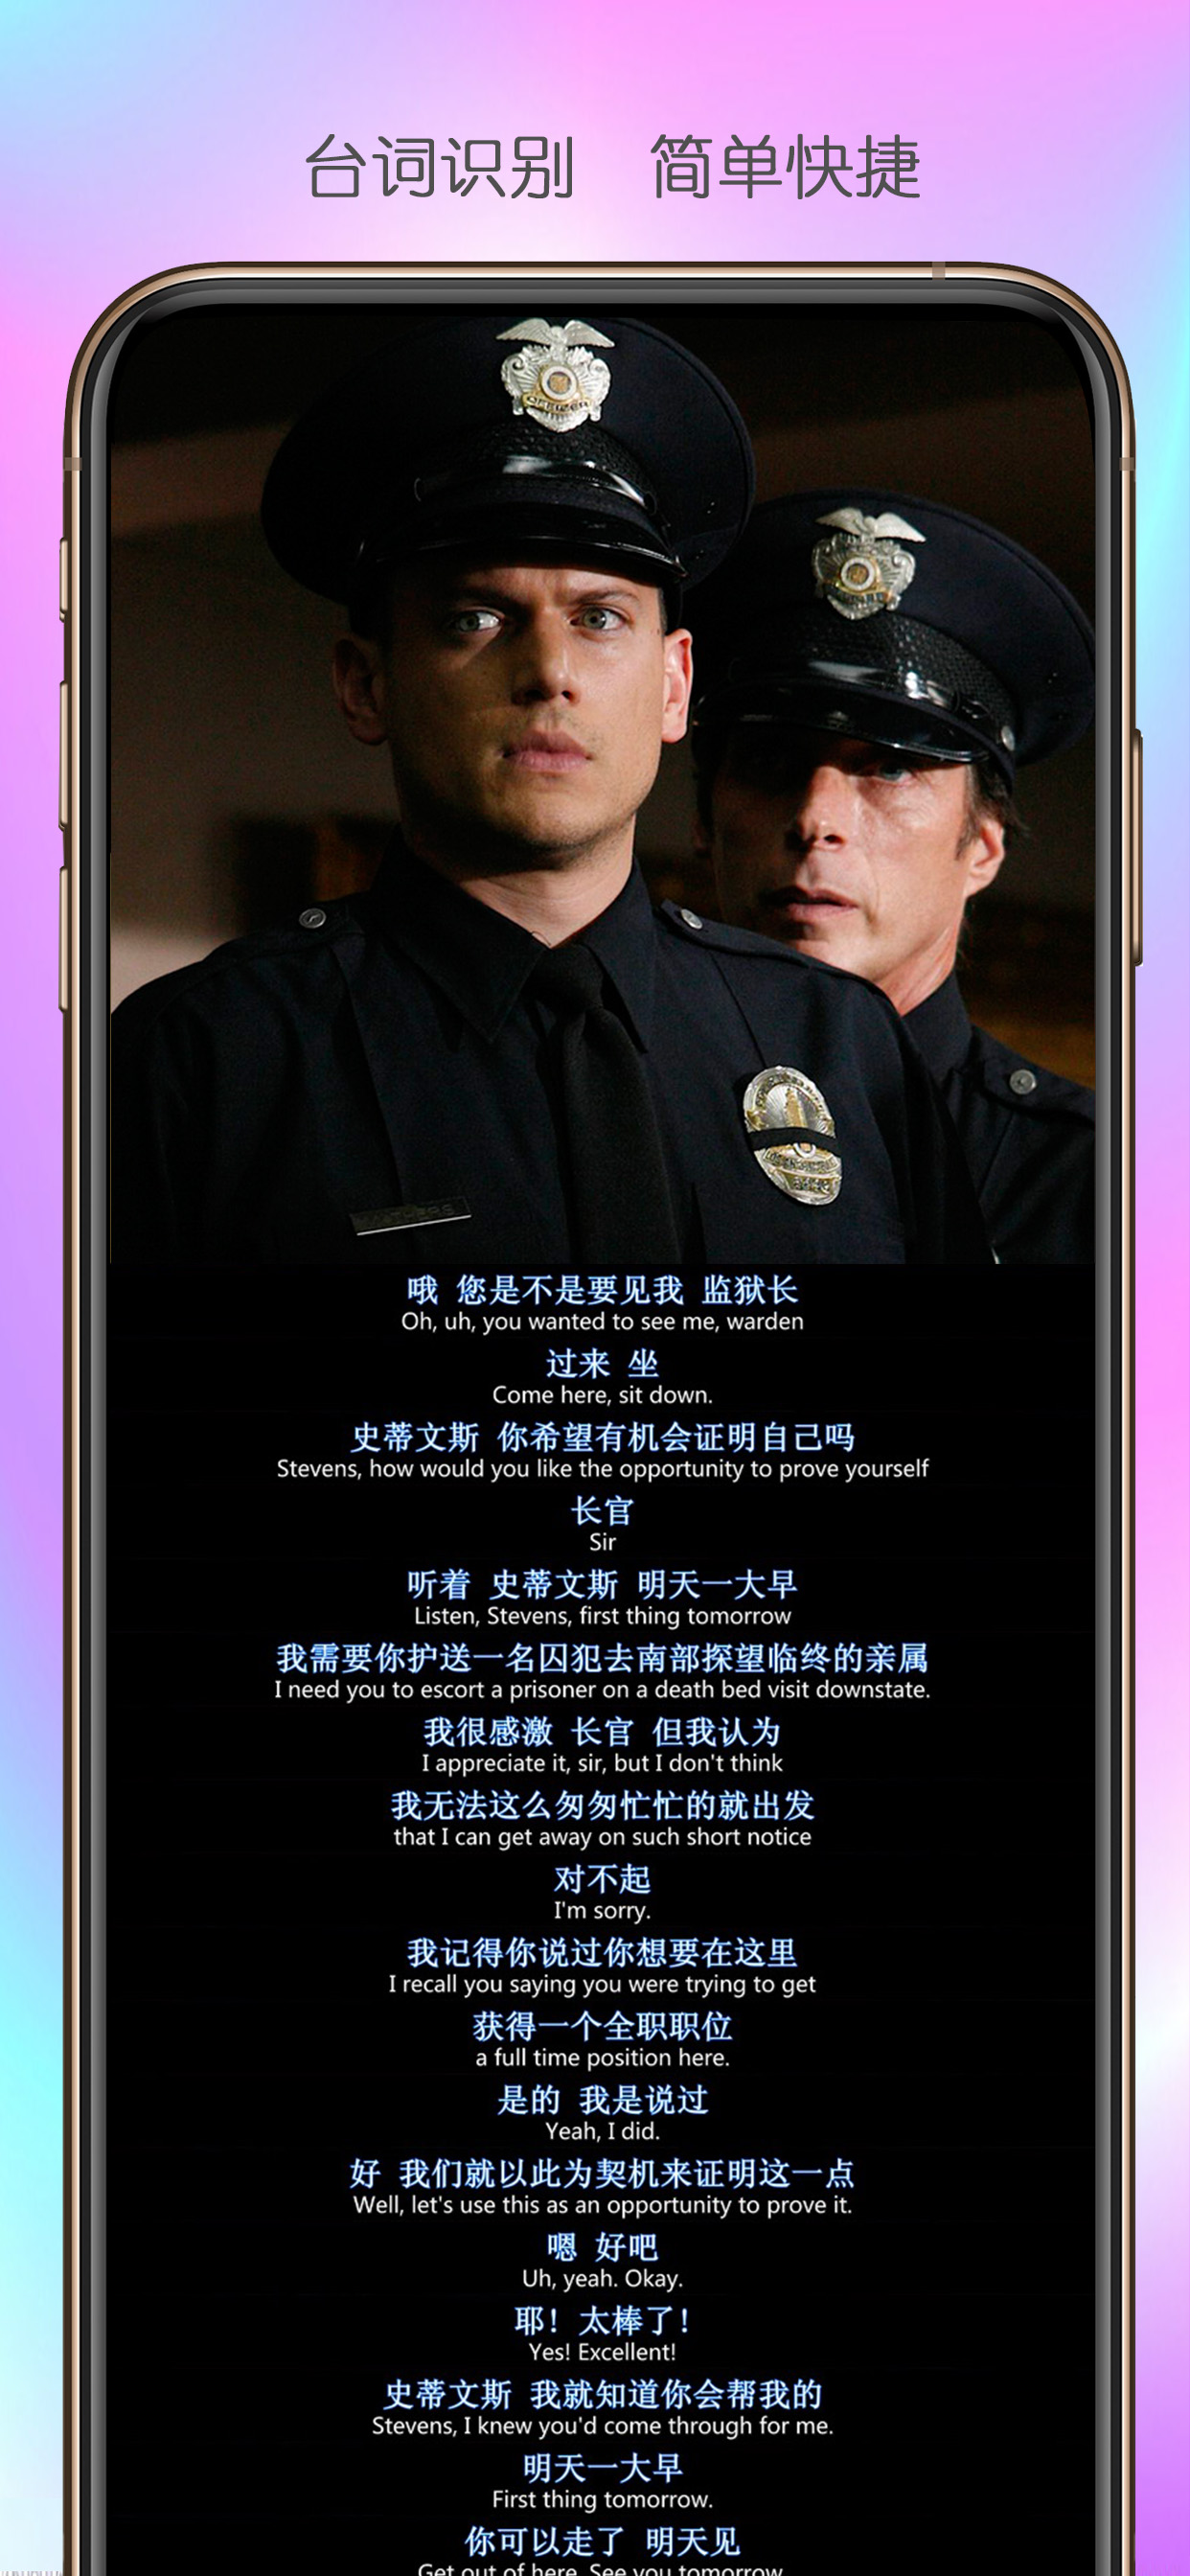 台词识别 简单快捷
OFFICER
哦 您是不是要见我 监狱长
Oh, uh, you wanted to see me, warden
过来 坐
Come here, sit down.
史蒂文斯 你希望有机会证明自己吗
Stevens, how would you like the opportunity to prove yourself
长官
Sir
听着 史蒂文斯 明天一大早
Listen, Stevens, first thing tomorrow
我需要你护送一名囚犯去南部探望临终的亲属
I need you to escort a prisoner on a death bed visit downstate.
我很感激 长官 但我认为
I appreciate it, sir, but I don't think
我无法这么匆匆忙忙的就出发
that I can get away on such short notice
对不起
I'm sorry.
我记得你说过你想要在这里
I recall you saying you were trying to get
获得一个全职职位
a full time position here.
是的 我是说过
Yeah, I did.
好 我们就以此为契机来证明这一点
Well, let's use this as an opportunity to prove it.
嗯 好吧
Uh, yeah. Okay.
耶！太棒了！
Yes! Excellent!
史蒂文斯 我就知道你会帮我的
Stevens, I knew you'd come through for me.
明天一大早
First thing tomorrow.
你可以走了 明天见
Get out of here. See you tomorrow